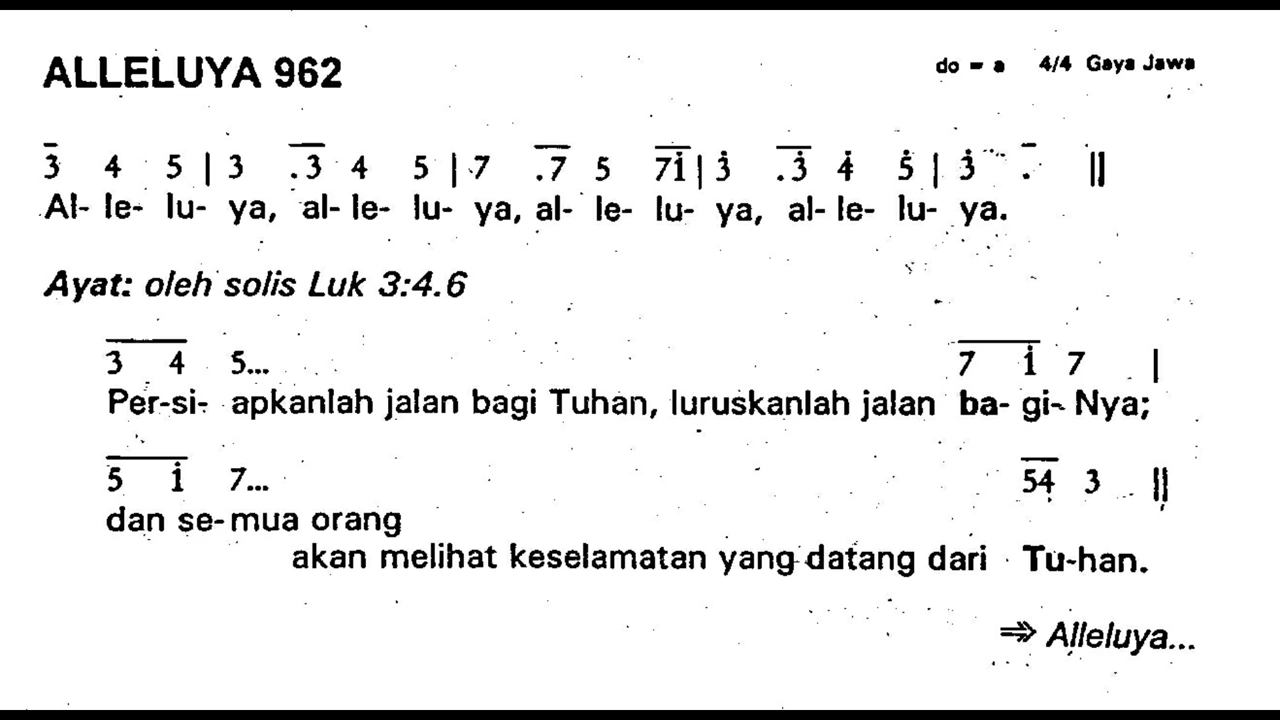 ALLELUYA 962 do = a 4/4 Gaya Jawa
3̅ 4 5 | 3 .̅3̅ 4 5 | 7 .̅7̅ 5 7̅1̅̇ | 3̇ .̅3̅̇ 4̇ 5̇ | 3̇ . ||
Al- le- lu- ya, al- le- lu- ya, al- le- lu- ya, al- le- lu- ya.
Ayat: oleh solis Luk 3:4.6
3̅ 4̅ 5... 7̅ 1̅̇ 7 |
Per-si- apkanlah jalan bagi Tuhan, luruskanlah jalan ba- gi- Nya;
5̅ 1̅̇ 7... 5̅4̅ 3 ||
dan se-mua orang
akan melihat keselamatan yang datang dari Tu-han.
⇒ Alleluya...